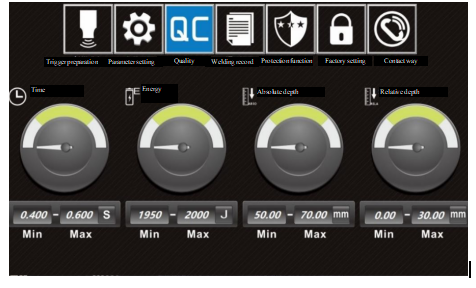 QC
Trigger preparation Parameter setting Quality Welding record Protection function Factory setting Contact way
Time Energy Absolute depth Relative depth
0.400 - 0.600 S 1950 - 2000 J 50.00 - 70.00 mm 0.00 - 30.00 mm
Min Max Min Max Min Max Min Max